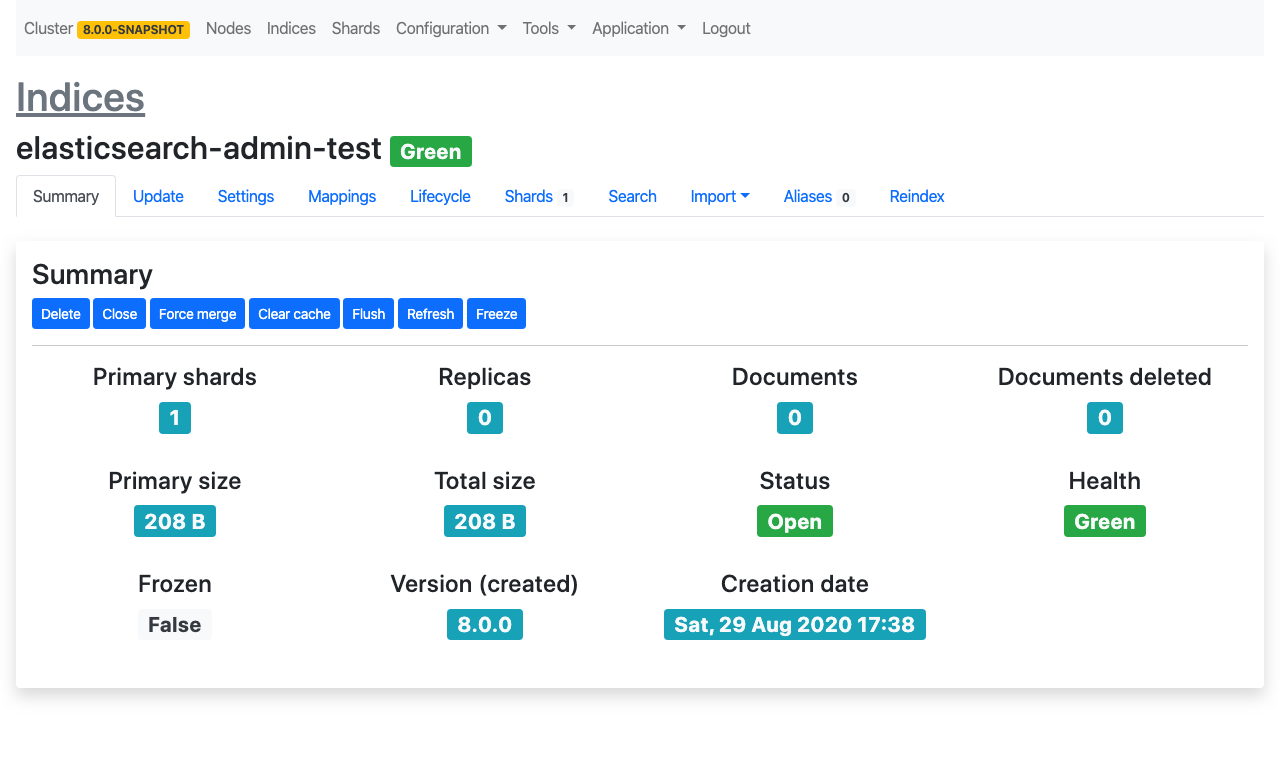 Cluster 8.0.0-SNAPSHOT Nodes Indices Shards Configuration Tools Application Logout
Indices
elasticsearch-admin-test Green
Summary Update Settings Mappings Lifecycle Shards 1 Search Import Aliases 0 Reindex
Summary
Delete Close Force merge Clear cache Flush Refresh Freeze
Primary shards Replicas Documents Documents deleted
1 0 0 0
Primary size Total size Status Health
208 B 208 B Open Green
Frozen Version (created) Creation date
False 8.0.0 Sat, 29 Aug 2020 17:38